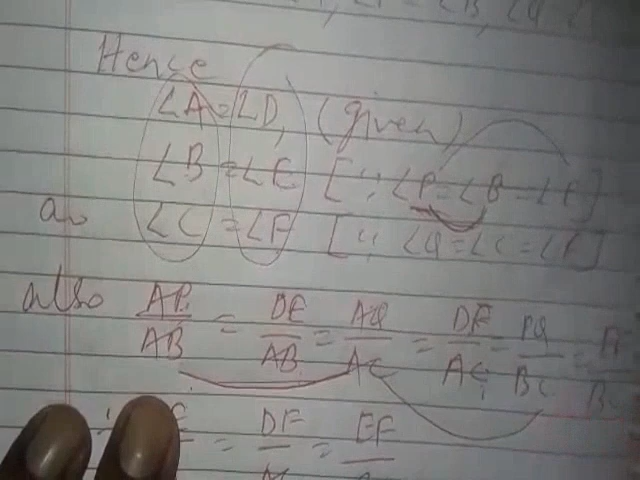 ∠B, ∠Q
Hence
∠A = ∠D, (given)
∠B = ∠E [∵ ∠P = ∠B = ∠E]
∠C = ∠F [∵ ∠Q = ∠C = ∠F]
also AP/AB = DE/AB = AQ/AC = DF/AC = PQ/BC =
= DF/ = EF/